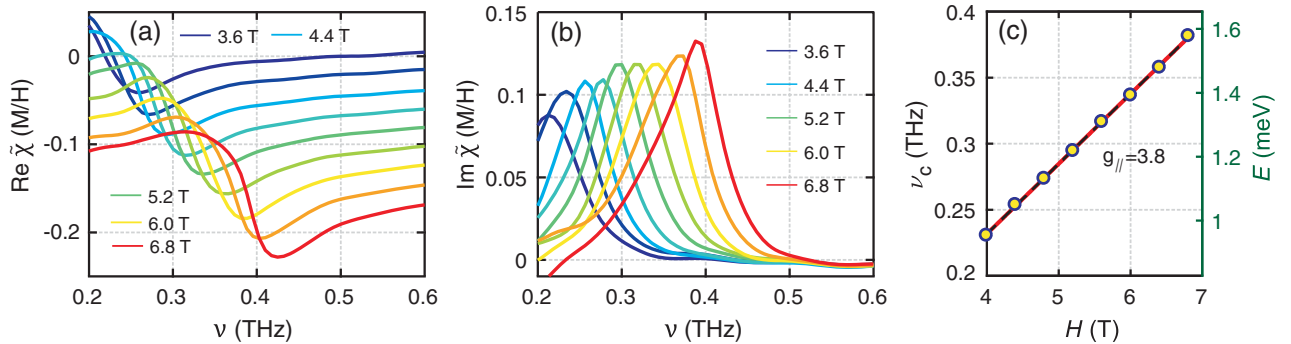 (a)
3.6 T
4.4 T
0
-0.1
-0.2
Re χ̃ (M/H)
5.2 T
6.0 T
6.8 T
0.2 0.3 0.4 0.5 0.6
ν (THz)
(b)
3.6 T
4.4 T
5.2 T
6.0 T
6.8 T
0.15
0.1
0.05
0
Im χ̃ (M/H)
0.2 0.3 0.4 0.5 0.6
ν (THz)
(c)
0.4
0.35
0.3
0.25
0.2
ν_c (THz)
g_//=3.8
1.6
1.4
1.2
1
E (meV)
4 5 6 7
H (T)